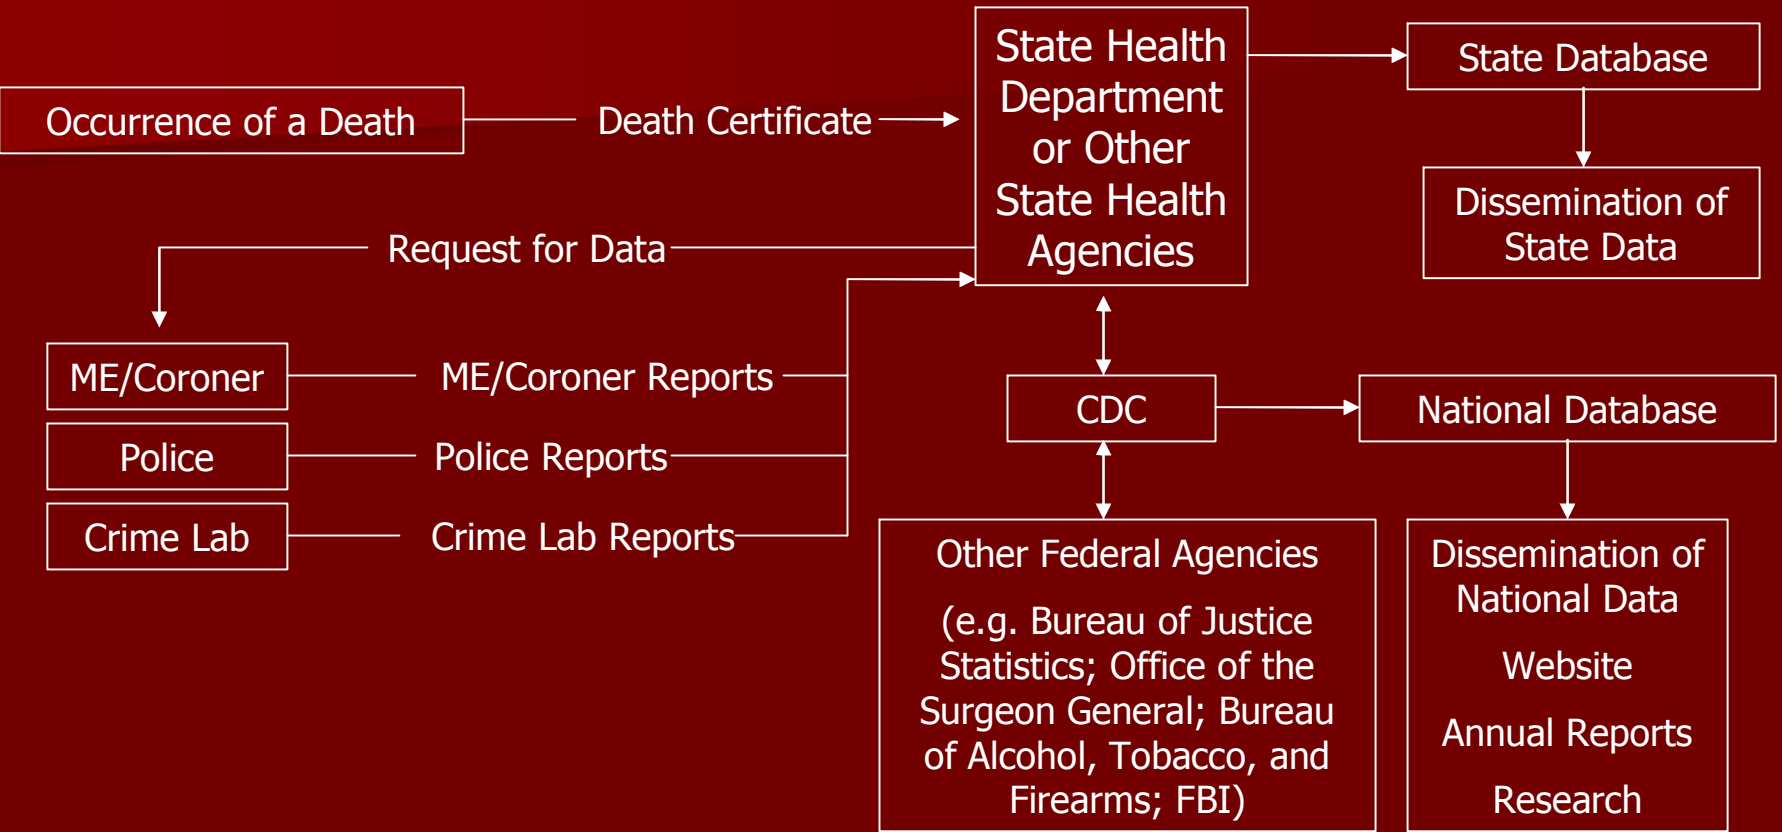 Occurrence of a Death
Death Certificate
State Health
Department
or Other
State Health
Agencies
State Database
Dissemination of
State Data
Request for Data
ME/Coroner
ME/Coroner Reports
Police
Police Reports
Crime Lab
Crime Lab Reports
CDC
National Database
Other Federal Agencies
(e.g. Bureau of Justice
Statistics; Office of the
Surgeon General; Bureau
of Alcohol, Tobacco, and
Firearms; FBI)
Dissemination of
National Data
Website
Annual Reports
Research